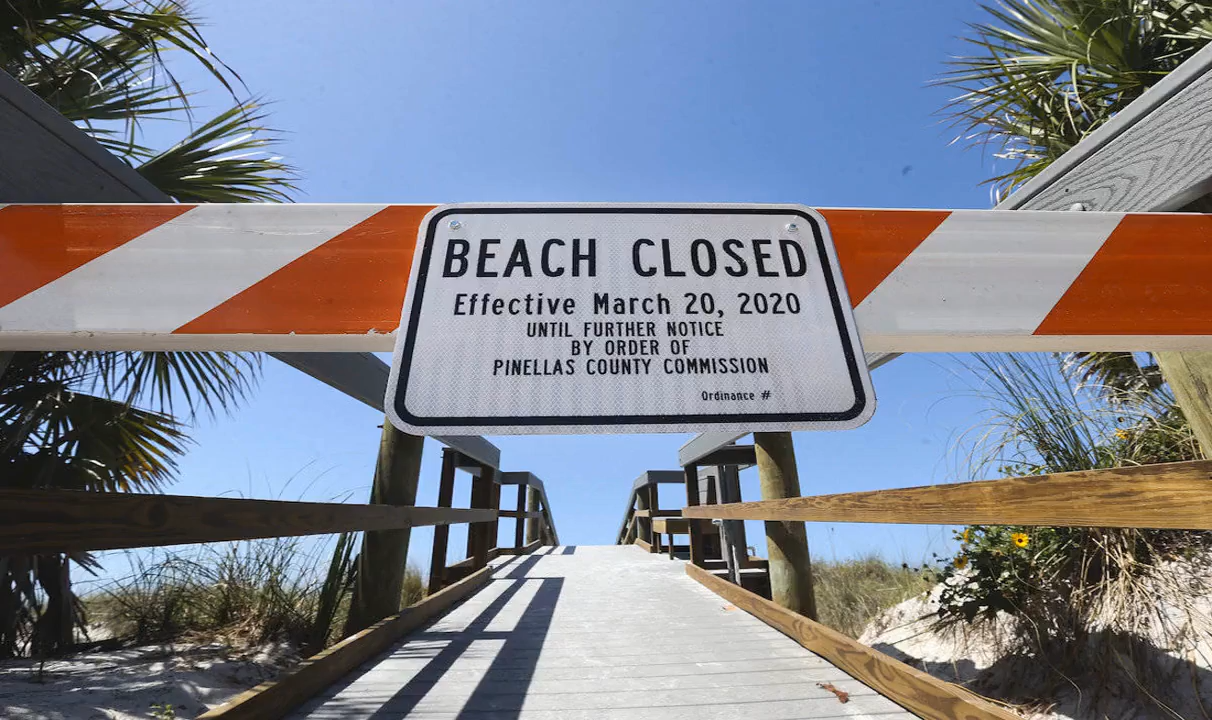 BEACH CLOSED
Effective March 20, 2020
UNTIL FURTHER NOTICE
BY ORDER OF
PINELLAS COUNTY COMMISSION
Ordinance #